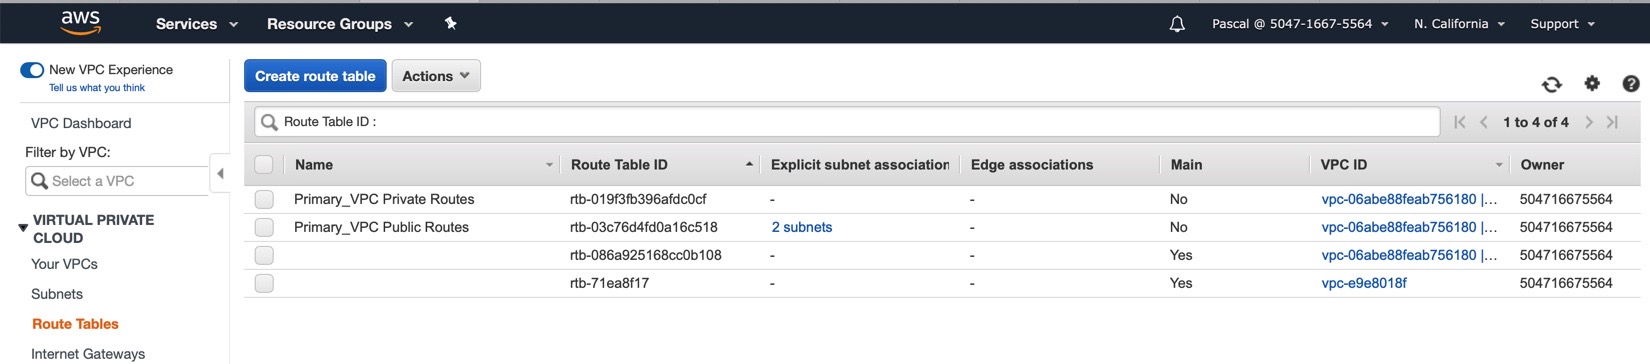 aws Services Resource Groups Pascal @ 5047-1667-5564 N. California Support
New VPC Experience
Tell us what you think
VPC Dashboard
Filter by VPC:
Select a VPC
VIRTUAL PRIVATE
CLOUD
Your VPCs
Subnets
Route Tables
Internet Gateways
Create route table Actions
Route Table ID : 1 to 4 of 4
Name Route Table ID Explicit subnet association Edge associations Main VPC ID Owner
Primary_VPC Private Routes rtb-019f3fb396afdc0cf - - No vpc-06abe88feab756180 |... 504716675564
Primary_VPC Public Routes rtb-03c76d4fd0a16c518 2 subnets - No vpc-06abe88feab756180 |... 504716675564
rtb-086a925168cc0b108 - - Yes vpc-06abe88feab756180 |... 504716675564
rtb-71ea8f17 - - Yes vpc-e9e8018f 504716675564